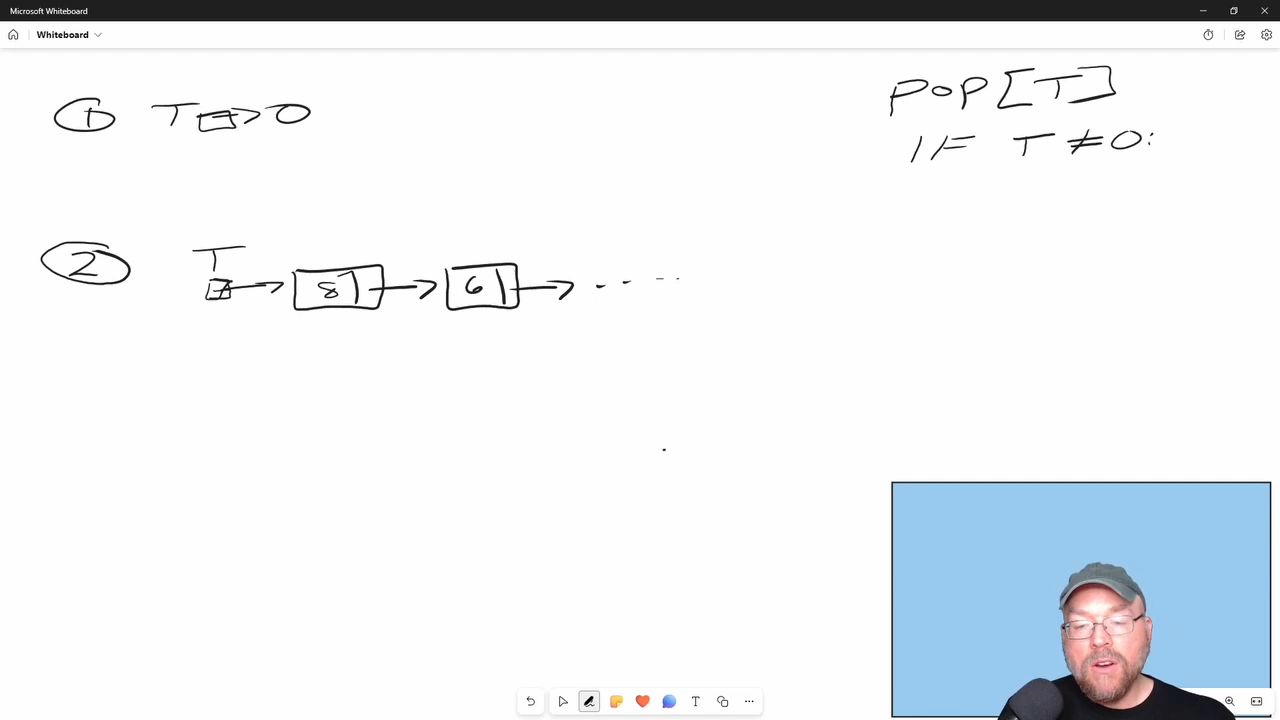 Microsoft Whiteboard
Whiteboard
1 T → 0
pop[T]
IF T ≠ 0:
2 T
8 → 6 → ----
T